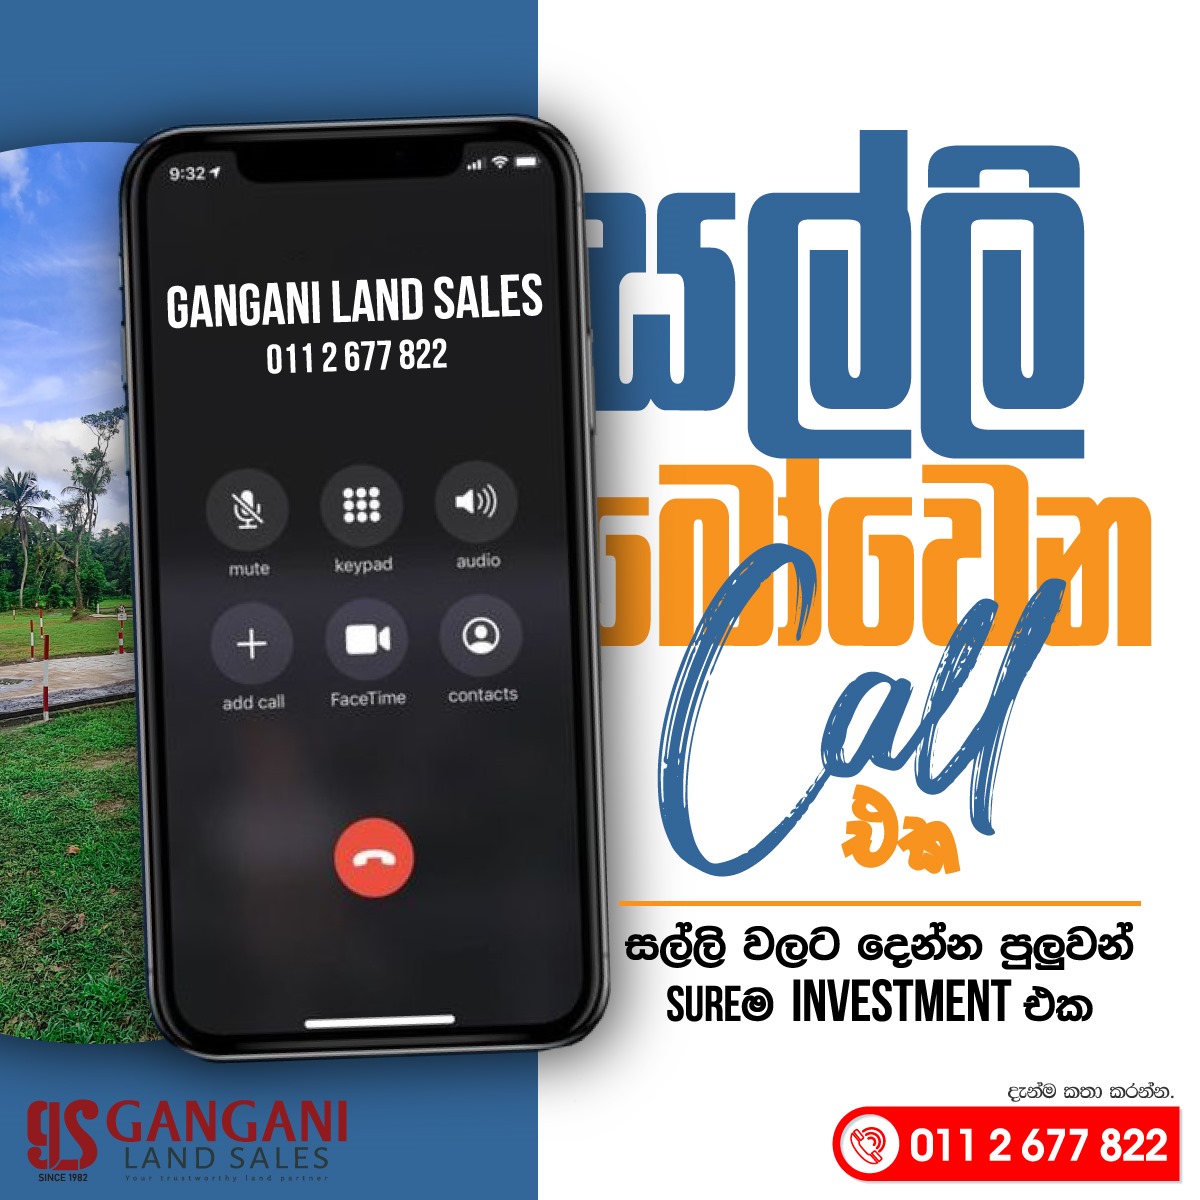 9:32
GANGANI LAND SALES
011 2 677 822
mute
keypad
audio
add call
FaceTime
contacts
සල්ලි
බෝවෙන
Call
එක
සල්ලි වලට දෙන්න පුලුවන්
SUREම INVESTMENT එක
දැන්ම කතා කරන්න.
011 2 677 822
gls
SINCE 1982
GANGANI
LAND SALES
Your trustworthy land partner